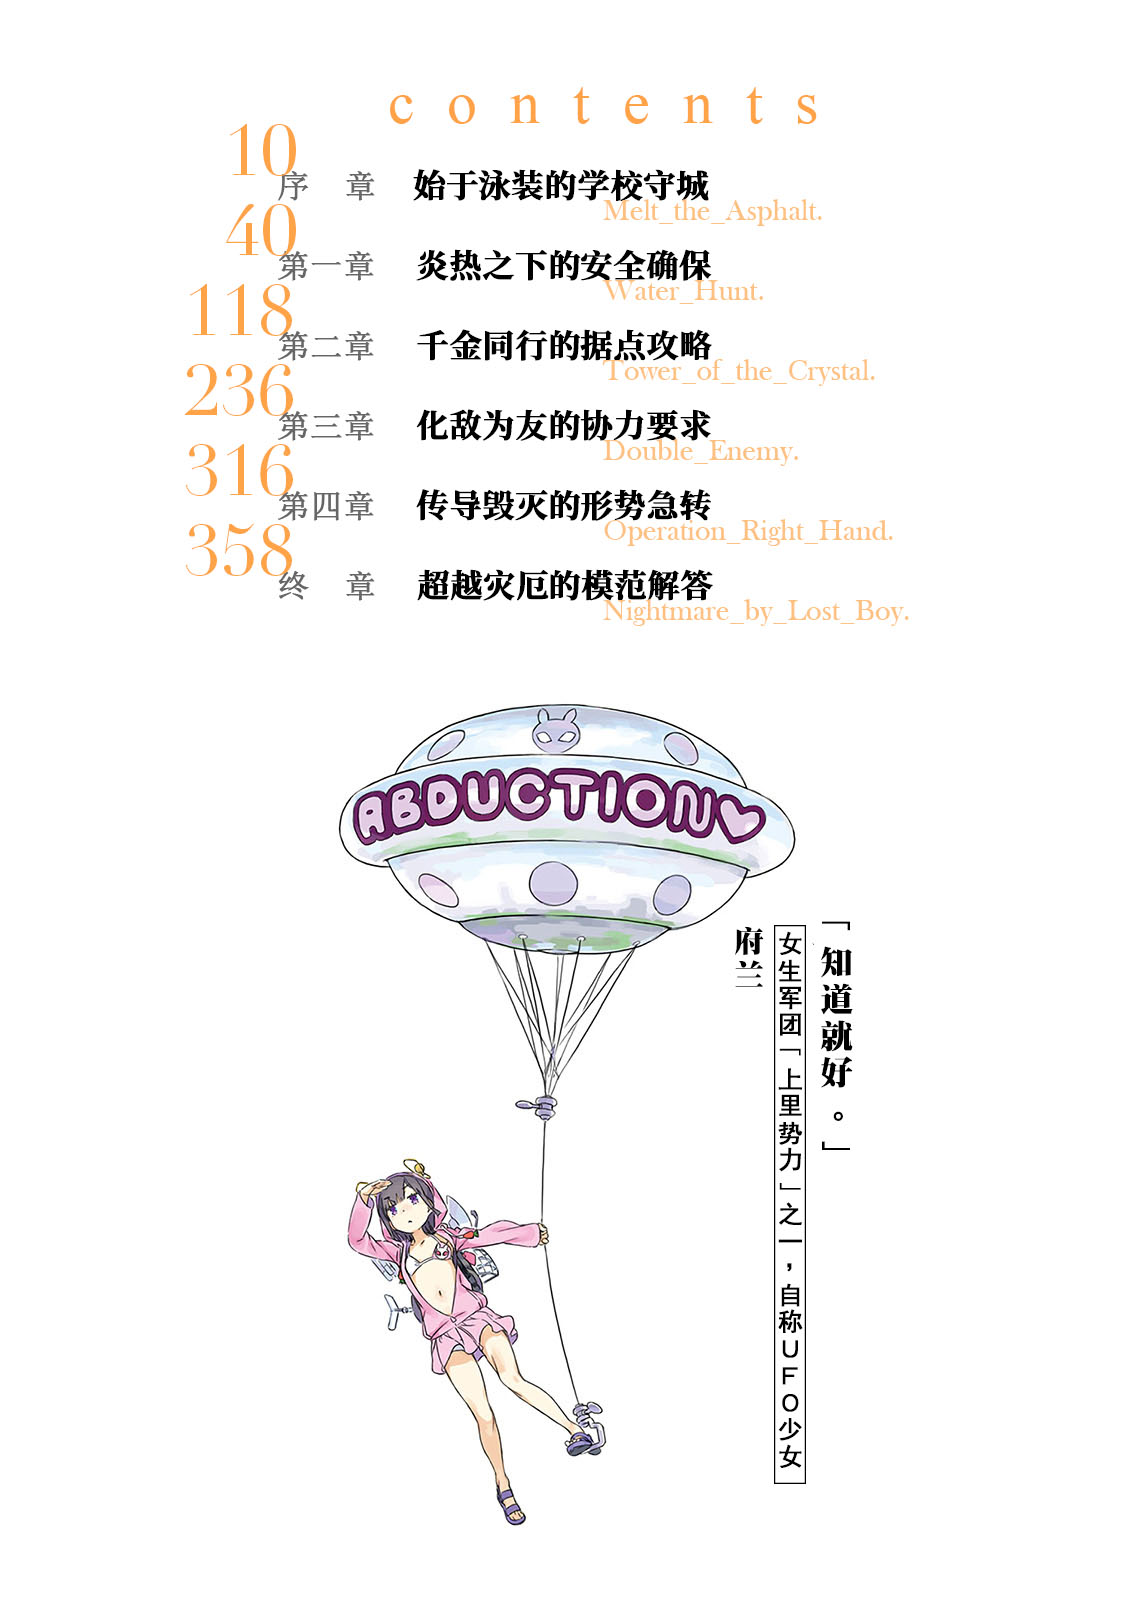 contents
10
序 章 始于泳装的学校守城
Melt_the_Asphalt.
40
第一章 炎热之下的安全确保
Water_Hunt.
118
第二章 千金同行的据点攻略
Tower_of_the_Crystal.
236
第三章 化敌为友的协力要求
Double_Enemy.
316
第四章 传导毁灭的形势急转
Operation_Right_Hand.
358
终 章 超越灾厄的模范解答
Nightmare_by_Lost_Boy.
ABDUCTION♥
「知道就好。」
女生军团「上里势力」之一，自称UFO少女
府兰